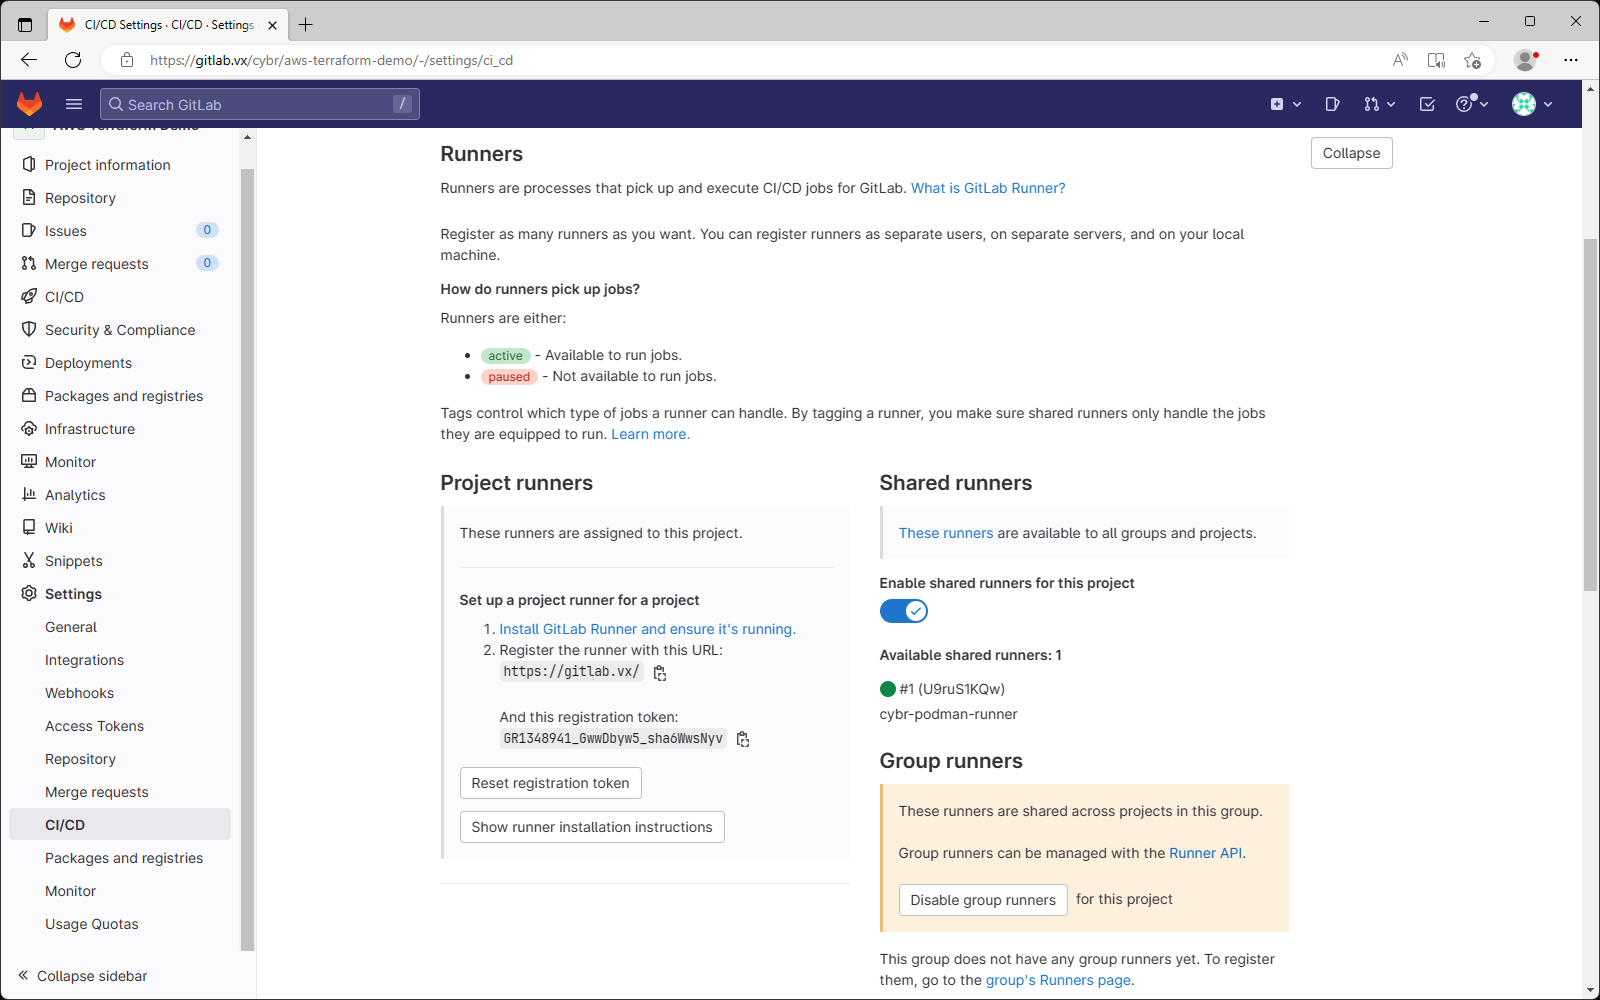 CI/CD Settings · CI/CD · Settings
https://gitlab.vx/cybr/aws-terraform-demo/-/settings/ci_cd
Search GitLab
/
Aws Terraform Demo
Project information
Repository
Issues 0
Merge requests 0
CI/CD
Security & Compliance
Deployments
Packages and registries
Infrastructure
Monitor
Analytics
Wiki
Snippets
Settings
General
Integrations
Webhooks
Access Tokens
Repository
Merge requests
CI/CD
Packages and registries
Monitor
Usage Quotas
Collapse sidebar
Runners
Collapse
Runners are processes that pick up and execute CI/CD jobs for GitLab. What is GitLab Runner?
Register as many runners as you want. You can register runners as separate users, on separate servers, and on your local
machine.
How do runners pick up jobs?
Runners are either:
active - Available to run jobs.
paused - Not available to run jobs.
Tags control which type of jobs a runner can handle. By tagging a runner, you make sure shared runners only handle the jobs
they are equipped to run. Learn more.
Project runners
These runners are assigned to this project.
Set up a project runner for a project
1. Install GitLab Runner and ensure it's running.
2. Register the runner with this URL:
https://gitlab.vx/
And this registration token:
GR1348941_GwwDbyw5_sha6WwsNyv
Reset registration token
Show runner installation instructions
Shared runners
These runners are available to all groups and projects.
Enable shared runners for this project
Available shared runners: 1
#1 (U9ruS1KQw)
cybr-podman-runner
Group runners
These runners are shared across projects in this group.
Group runners can be managed with the Runner API.
Disable group runners for this project
This group does not have any group runners yet. To register
them, go to the group's Runners page.